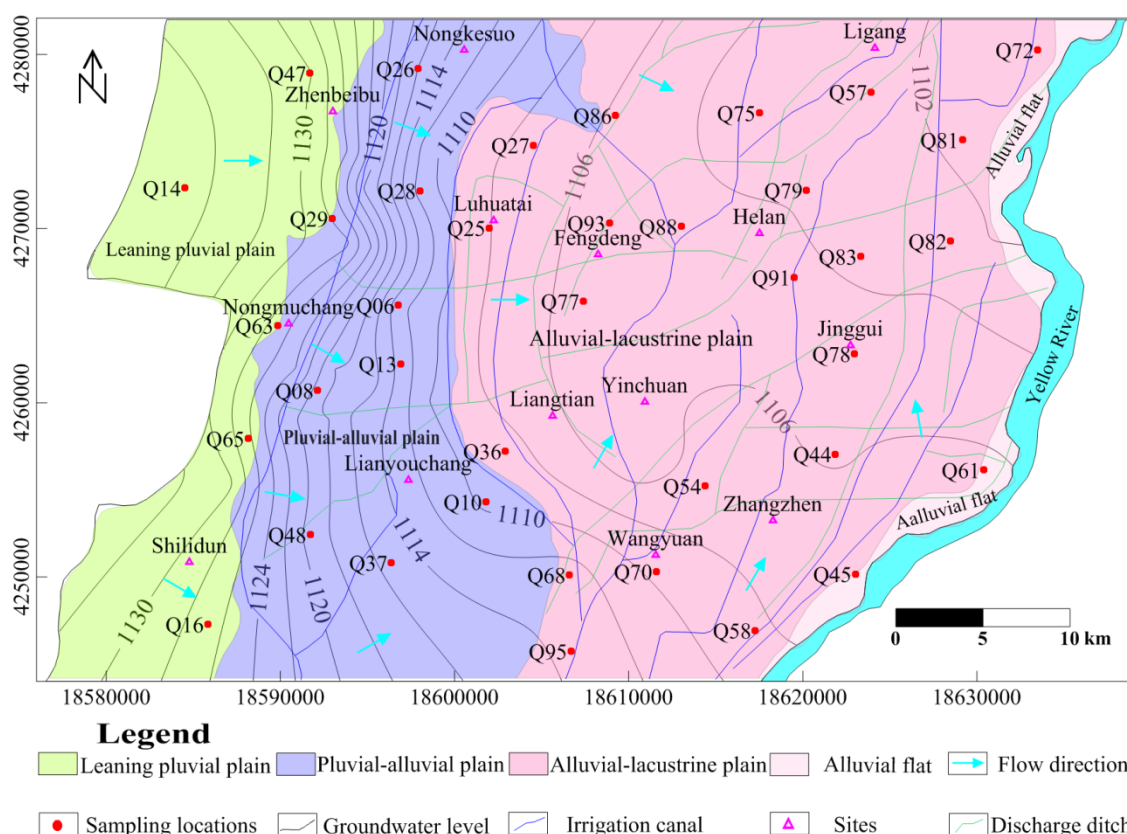 Nongkesuo
Ligang
4280000
Q47
Q26
1114
Q72
Zhenbeibu
Q57
1102
1130
1120
1110
Q86
Q75
Alluvial flat
Q27
1106
Q81
Q14
Q28
Q79
Q29
Luhuatai
Q25
Q93
Q88
Helan
4270000
Fengdeng
Q82
Leaning pluvial plain
Q83
Q91
Nongmuchang
Q06
Q77
Q63
Alluvial-lacustrine plain
Jinggui
Yellow River
Q13
Q78
Q08
Liangtian
Yinchuan
4260000
1106
Q65
Pluvial-alluvial plain
Q36
Q44
Lianyouchang
Q61
Q54
Q10
1110
Zhangzhen
Aalluvial flat
Q48
1114
Wangyuan
Shilidun
Q37
Q68
Q70
Q45
4250000
1124
1120
1130
Q16
Q58
Q95
0 5 10 km
18580000 18590000 18600000 18610000 18620000 18630000
Legend
Leaning pluvial plain Pluvial-alluvial plain Alluvial-lacustrine plain Alluvial flat Flow direction
Sampling locations Groundwater level Irrigation canal Sites Discharge ditch